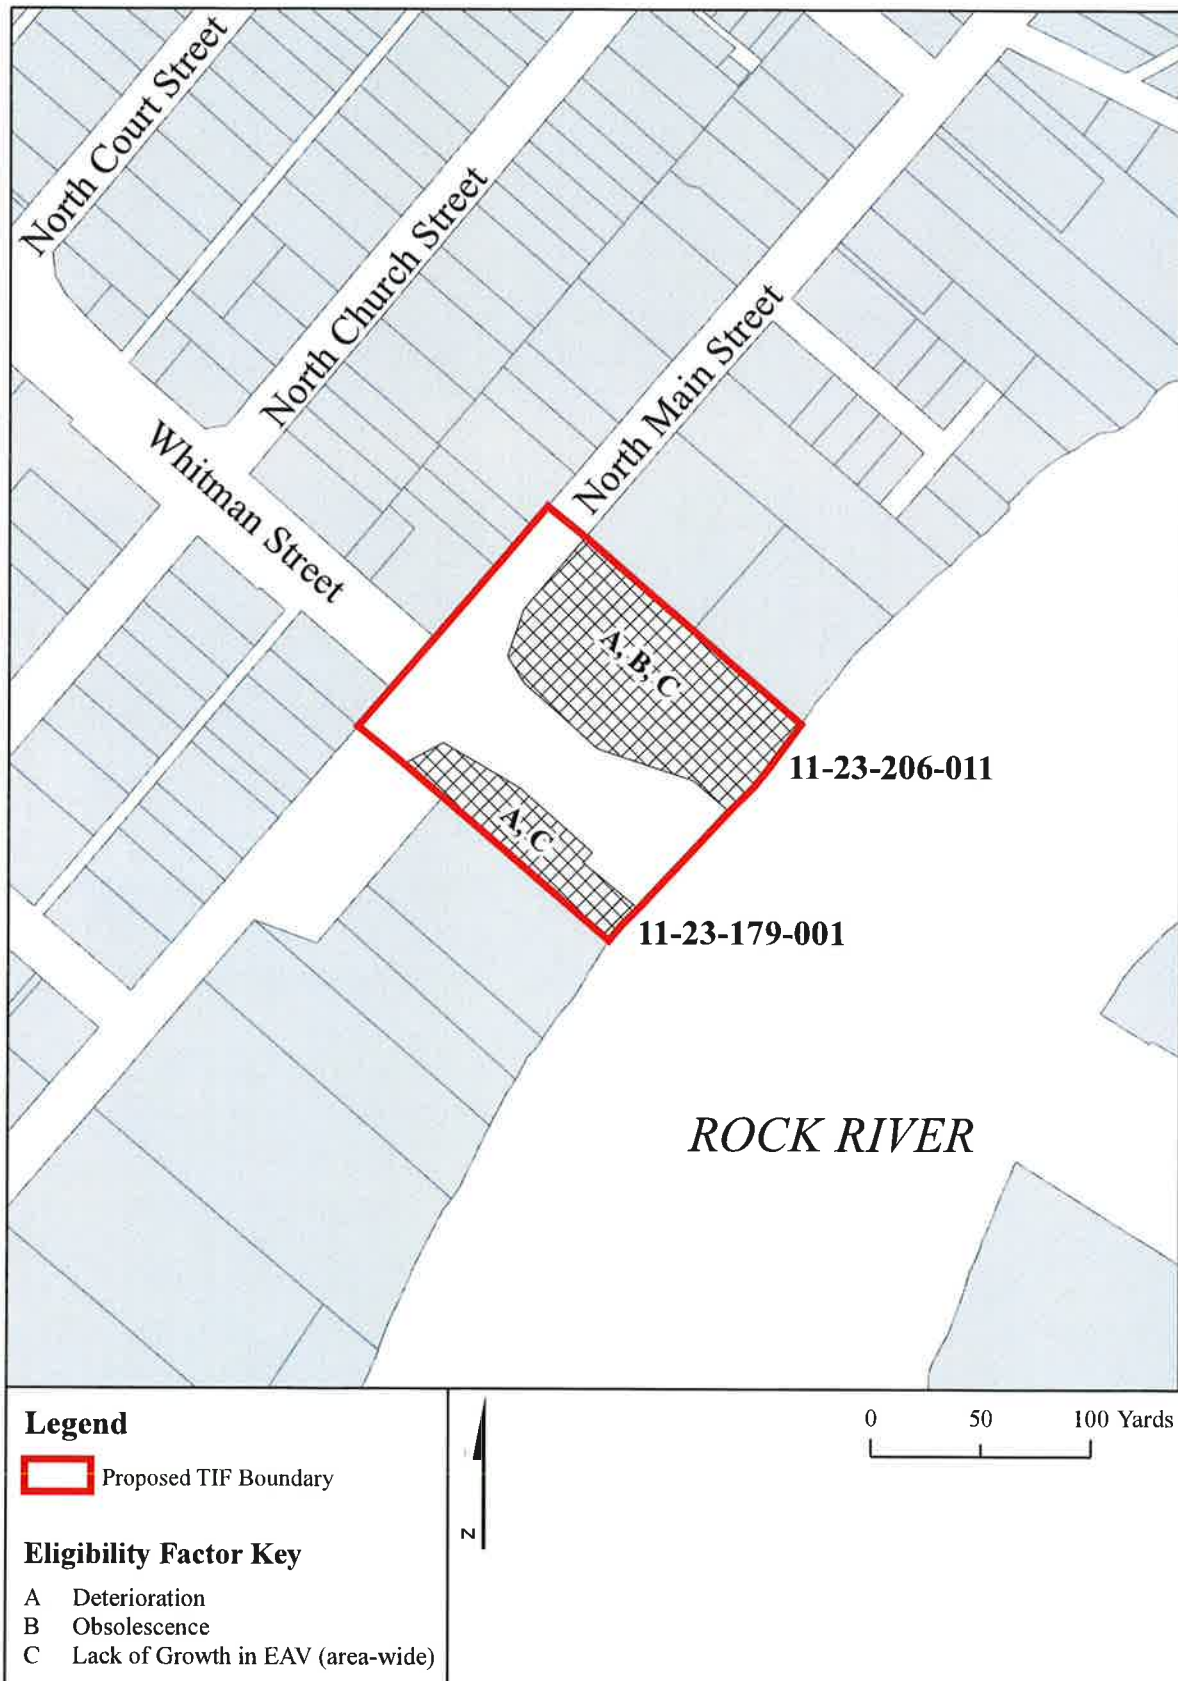 North Court Street
North Church Street
North Main Street
Whitman Street
A, B, C
11-23-206-011
A, C
11-23-179-001
ROCK RIVER
Legend
Proposed TIF Boundary
Eligibility Factor Key
A Deterioration
B Obsolescence
C Lack of Growth in EAV (area-wide)
N
0 50 100 Yards